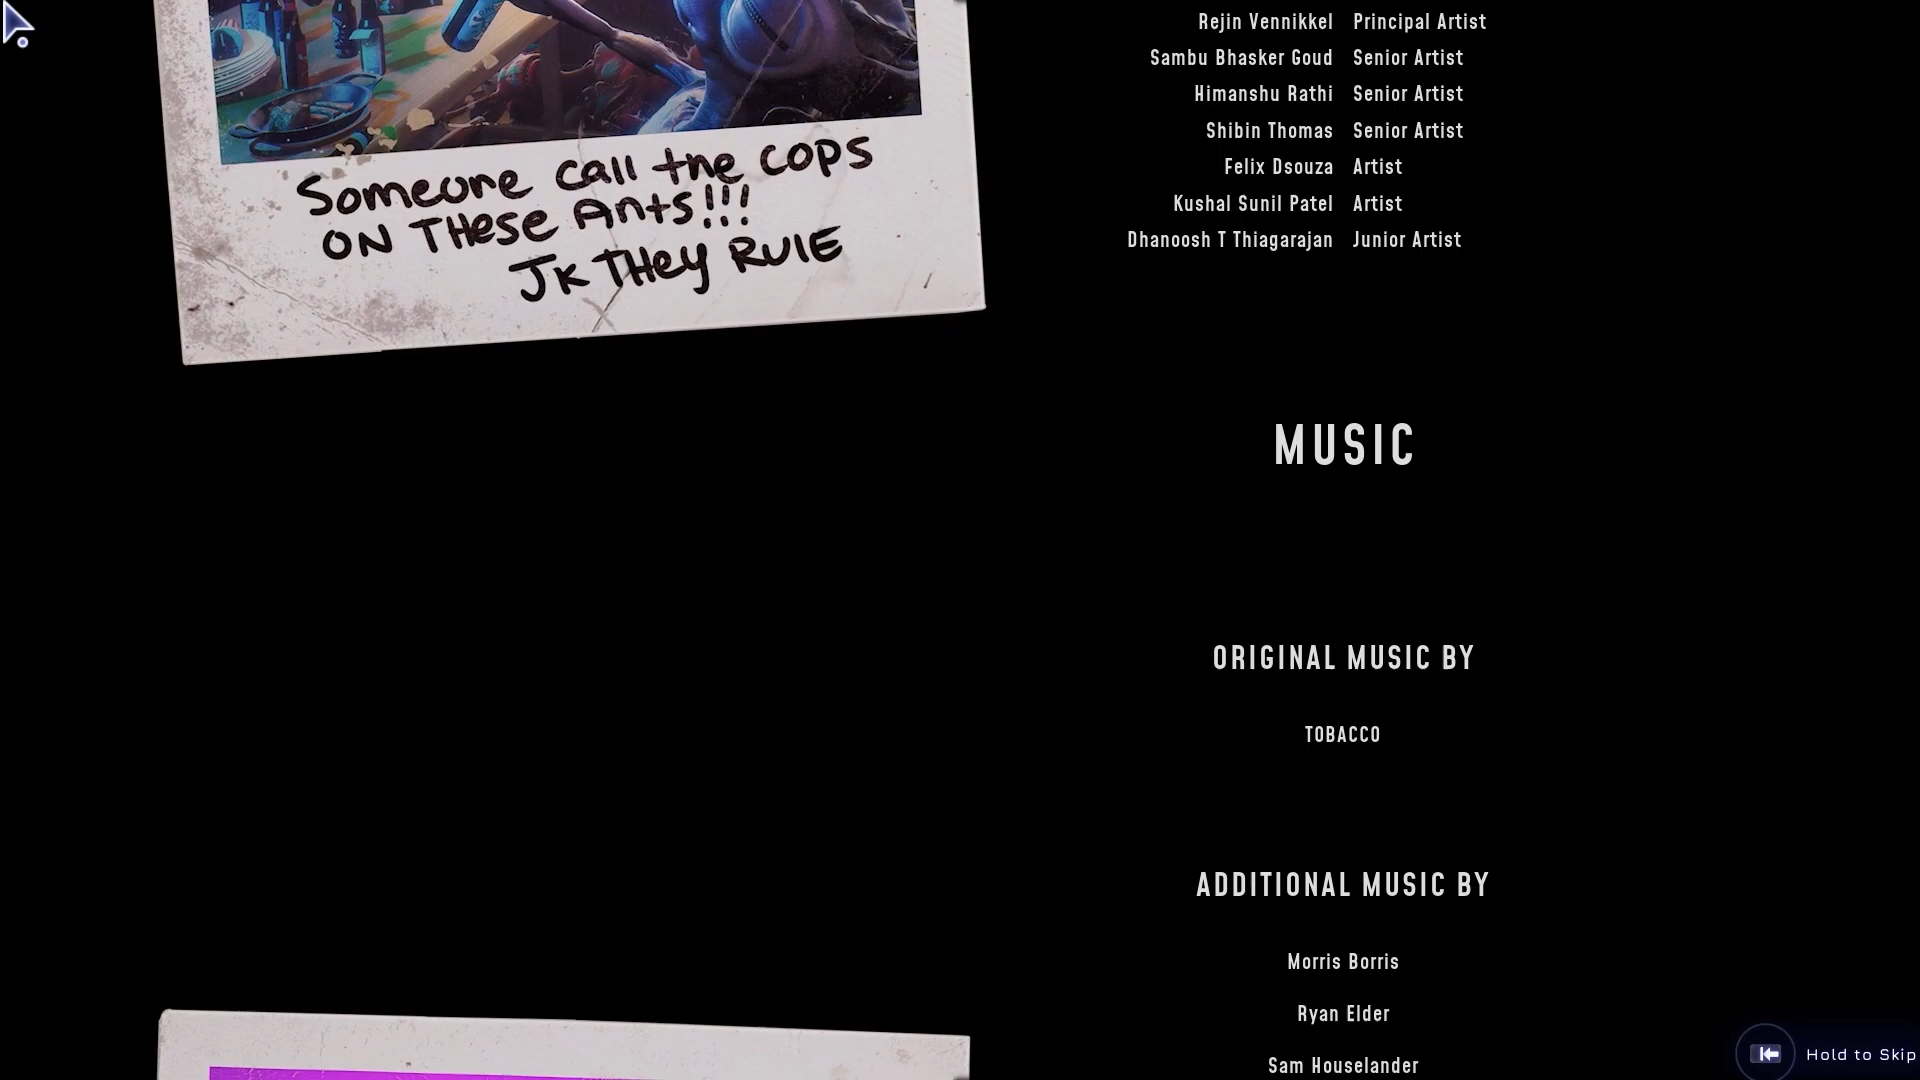 Someone call the COPS
ON THese Ants!!!
JK THey RUlE
Rejin Vennikkel Principal Artist
Sambu Bhasker Goud Senior Artist
Himanshu Rathi Senior Artist
Shibin Thomas Senior Artist
Felix Dsouza Artist
Kushal Sunil Patel Artist
Dhanoosh T Thiagarajan Junior Artist
MUSIC
ORIGINAL MUSIC BY
TOBACCO
ADDITIONAL MUSIC BY
Morris Borris
Ryan Elder
Sam Houselander
Hold to Skip